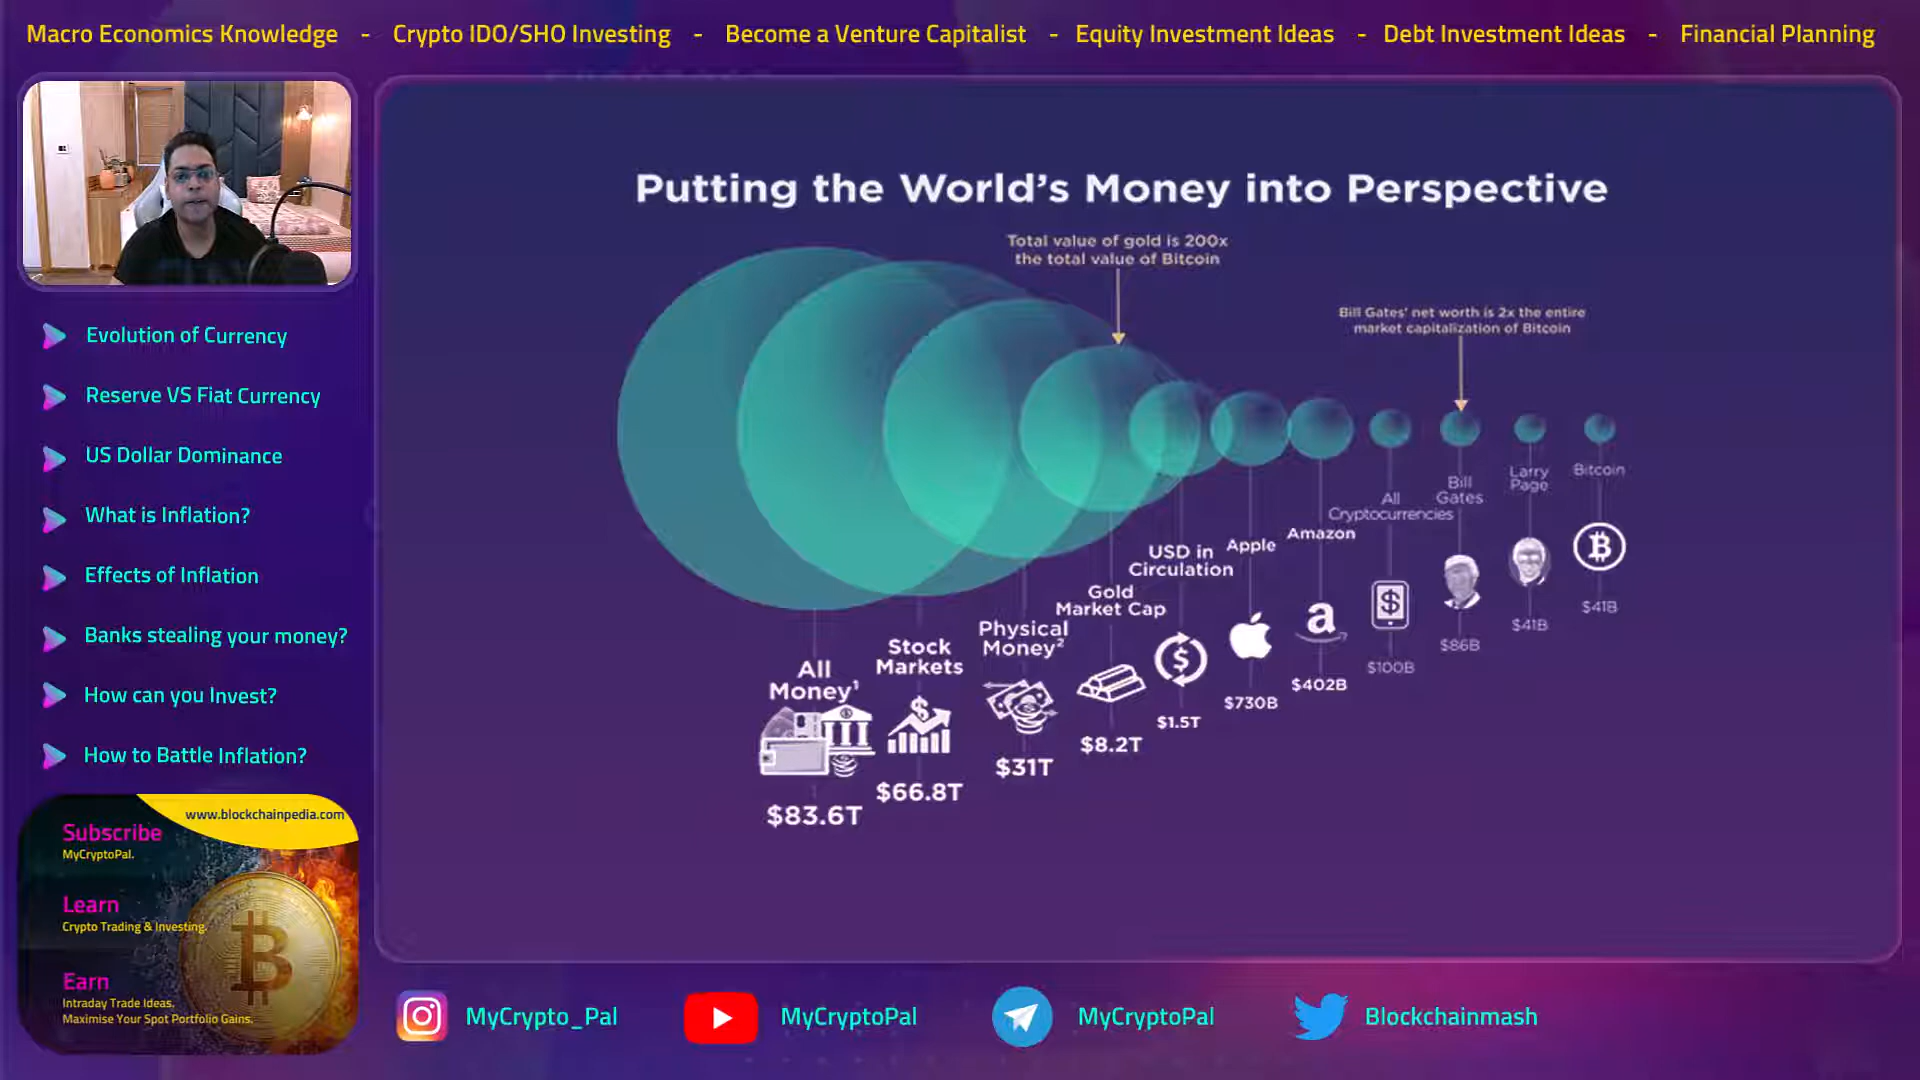 Macro Economics Knowledge - Crypto IDO/SHO Investing - Become a Venture Capitalist - Equity Investment Ideas - Debt Investment Ideas - Financial Planning
Evolution of Currency
Reserve VS Fiat Currency
US Dollar Dominance
What is Inflation?
Effects of Inflation
Banks stealing your money?
How can you Invest?
How to Battle Inflation?
www.blockchainpedia.com
Subscribe
MyCryptoPal.
Learn
Crypto Trading & Investing.
Earn
Intraday Trade Ideas.
Maximise Your Spot Portfolio Gains.
Putting the World's Money into Perspective
Total value of gold is 200x
the total value of Bitcoin
Bill Gates' net worth is 2x the entire
market capitalization of Bitcoin
All
Money¹
$83.6T
Stock
Markets
$66.8T
Physical
Money²
$31T
Gold
Market Cap
$8.2T
USD in
Circulation
$1.5T
Apple
$730B
Amazon
$402B
All
Cryptocurrencies
$100B
Bill
Gates
$86B
Larry
Page
$41B
Bitcoin
$41B
MyCrypto_Pal
MyCryptoPal
MyCryptoPal
Blockchainmash